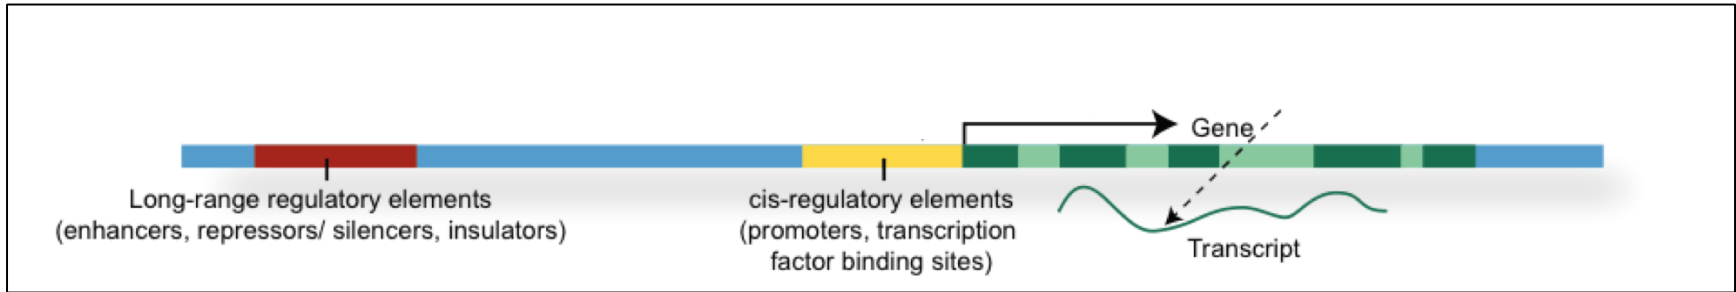 Gene
Long-range regulatory elements
(enhancers, repressors/ silencers, insulators)
cis-regulatory elements
(promoters, transcription
factor binding sites)
Transcript